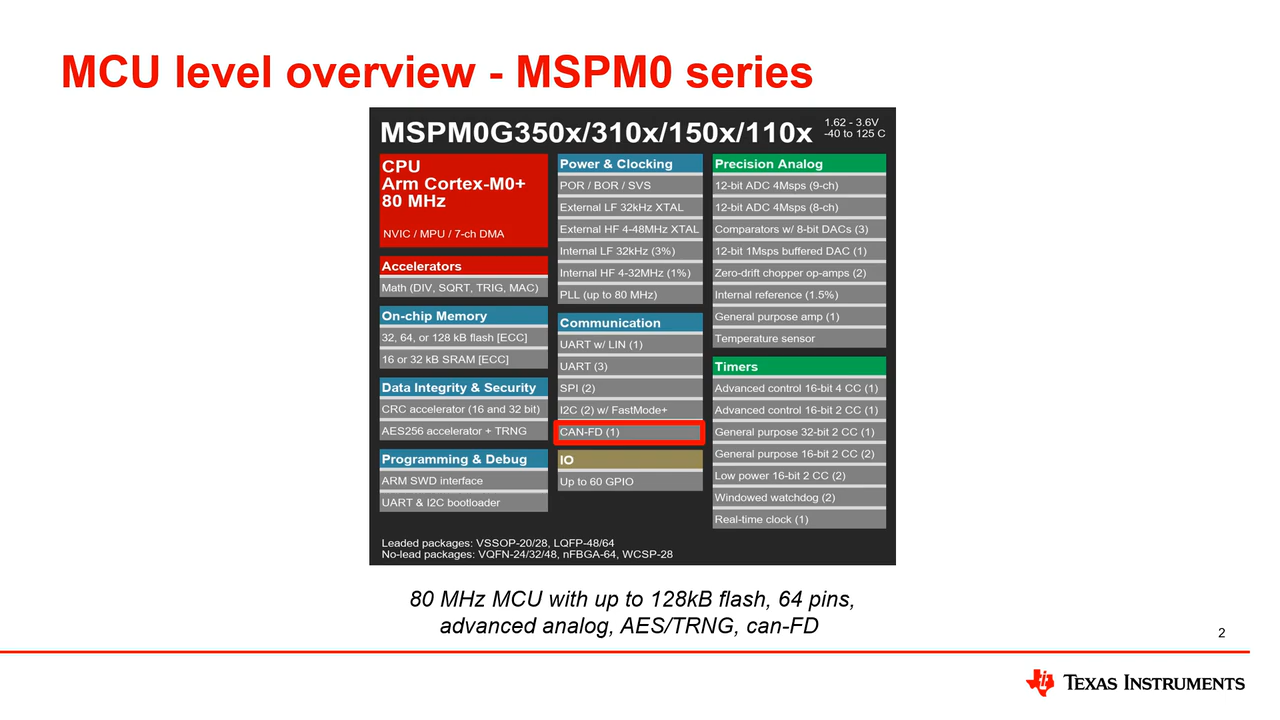 MCU level overview - MSPM0 series
MSPM0G350x/310x/150x/110x
1.62 - 3.6V
-40 to 125 C
CPU
Arm Cortex-M0+
80 MHz
NVIC / MPU / 7-ch DMA
Accelerators
Math (DIV, SQRT, TRIG, MAC)
On-chip Memory
32, 64, or 128 kB flash [ECC]
16 or 32 kB SRAM [ECC]
Data Integrity & Security
CRC accelerator (16 and 32 bit)
AES256 accelerator + TRNG
Programming & Debug
ARM SWD interface
UART & I2C bootloader
Power & Clocking
POR / BOR / SVS
External LF 32kHz XTAL
External HF 4-48MHz XTAL
Internal LF 32kHz (3%)
Internal HF 4-32MHz (1%)
PLL (up to 80 MHz)
Communication
UART w/ LIN (1)
UART (3)
SPI (2)
I2C (2) w/ FastMode+
CAN-FD (1)
IO
Up to 60 GPIO
Precision Analog
12-bit ADC 4Msps (9-ch)
12-bit ADC 4Msps (8-ch)
Comparators w/ 8-bit DACs (3)
12-bit 1Msps buffered DAC (1)
Zero-drift chopper op-amps (2)
Internal reference (1.5%)
General purpose amp (1)
Temperature sensor
Timers
Advanced control 16-bit 4 CC (1)
Advanced control 16-bit 2 CC (1)
General purpose 32-bit 2 CC (1)
General purpose 16-bit 2 CC (2)
Low power 16-bit 2 CC (2)
Windowed watchdog (2)
Real-time clock (1)
Leaded packages: VSSOP-20/28, LQFP-48/64
No-lead packages: VQFN-24/32/48, nFBGA-64, WCSP-28
80 MHz MCU with up to 128kB flash, 64 pins,
advanced analog, AES/TRNG, can-FD
2
TEXAS INSTRUMENTS